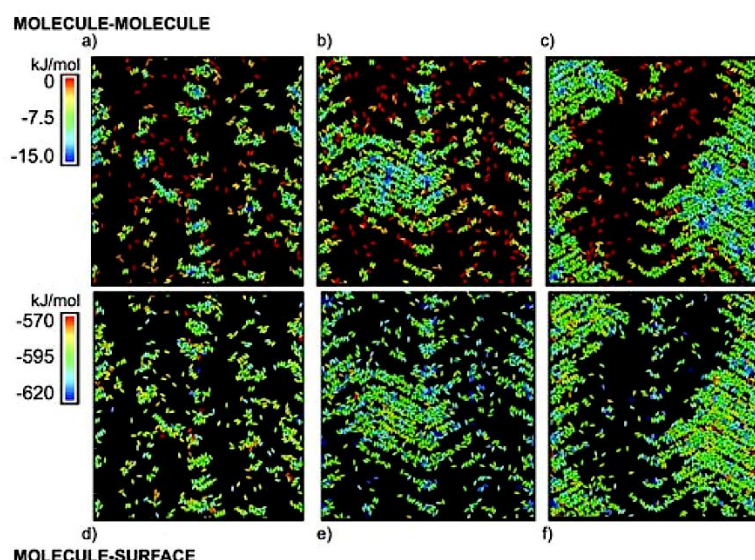 MOLECULE-MOLECULE
a) b) c)
kJ/mol
0
-7.5
-15.0
kJ/mol
-570
-595
-620
d) e) f)
MOLECULE-SURFACE